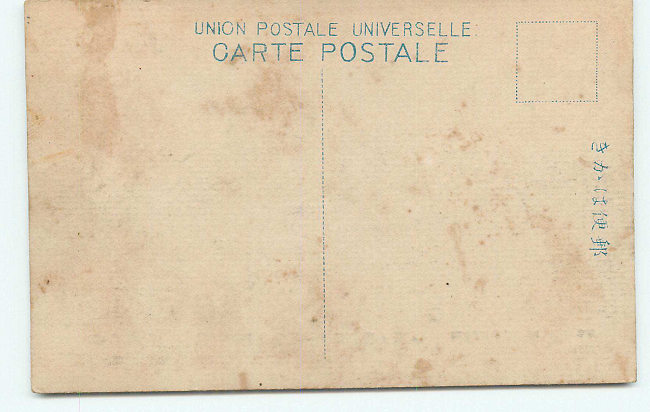 UNION POSTALE UNIVERSELLE.
CARTE POSTALE
きかは便郵